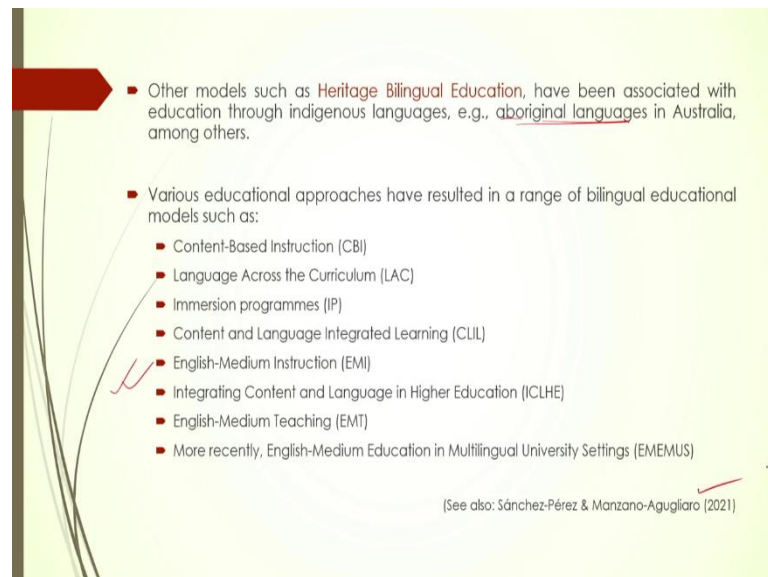 Other models such as Heritage Bilingual Education, have been associated with
education through indigenous languages, e.g., aboriginal languages in Australia,
among others.
Various educational approaches have resulted in a range of bilingual educational
models such as:
Content-Based Instruction (CBI)
Language Across the Curriculum (LAC)
Immersion programmes (IP)
Content and Language Integrated Learning (CLIL)
English-Medium Instruction (EMI)
Integrating Content and Language in Higher Education (ICLHE)
English-Medium Teaching (EMT)
More recently, English-Medium Education in Multilingual University Settings (EMEMUS)
(See also: Sánchez-Pérez & Manzano-Agugliaro (2021)